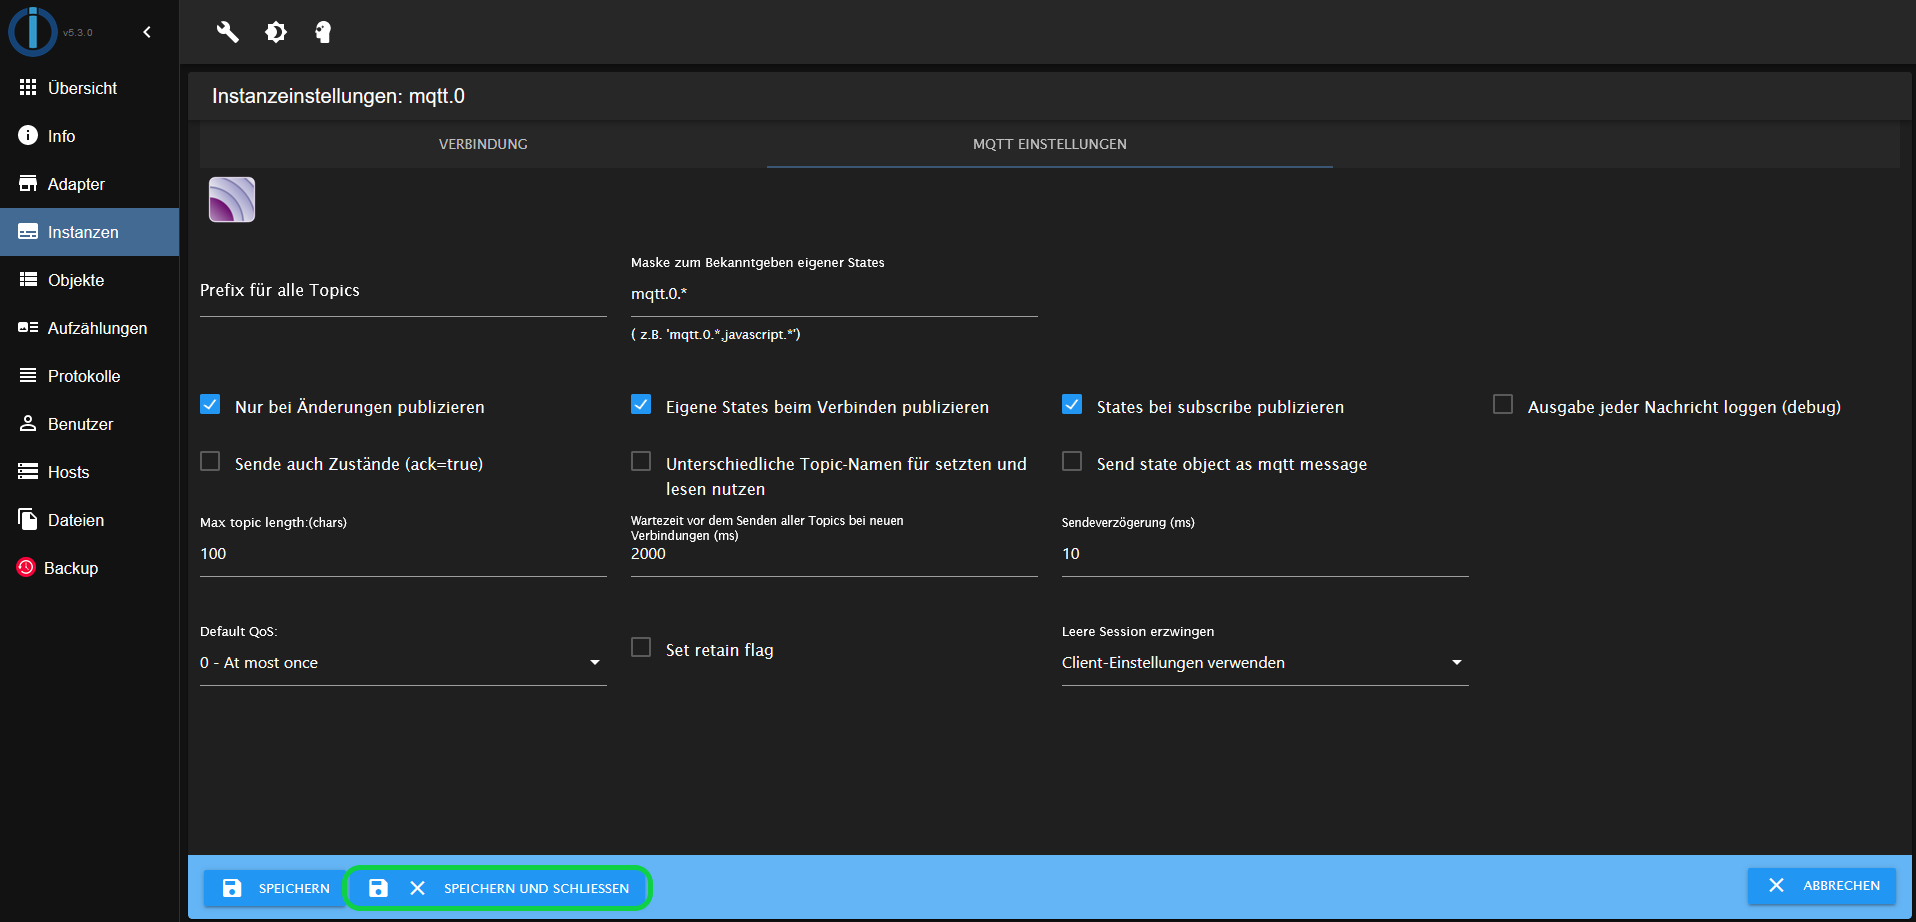 v5.3.0
Übersicht
Info
Adapter
Instanzen
Objekte
Aufzählungen
Protokolle
Benutzer
Hosts
Dateien
Backup
Instanzeinstellungen: mqtt.0
VERBINDUNG
MQTT EINSTELLUNGEN
Prefix für alle Topics
Maske zum Bekanntgeben eigener States
mqtt.0.*
( z.B. 'mqtt.0.*,javascript.*')
Nur bei Änderungen publizieren
Eigene States beim Verbinden publizieren
States bei subscribe publizieren
Ausgabe jeder Nachricht loggen (debug)
Sende auch Zustände (ack=true)
Unterschiedliche Topic-Namen für setzten und
lesen nutzen
Send state object as mqtt message
Max topic length:(chars)
100
Wartezeit vor dem Senden aller Topics bei neuen
Verbindungen (ms)
2000
Sendeverzögerung (ms)
10
Default QoS:
0 - At most once
Set retain flag
Leere Session erzwingen
Client-Einstellungen verwenden
SPEICHERN
SPEICHERN UND SCHLIESSEN
ABBRECHEN